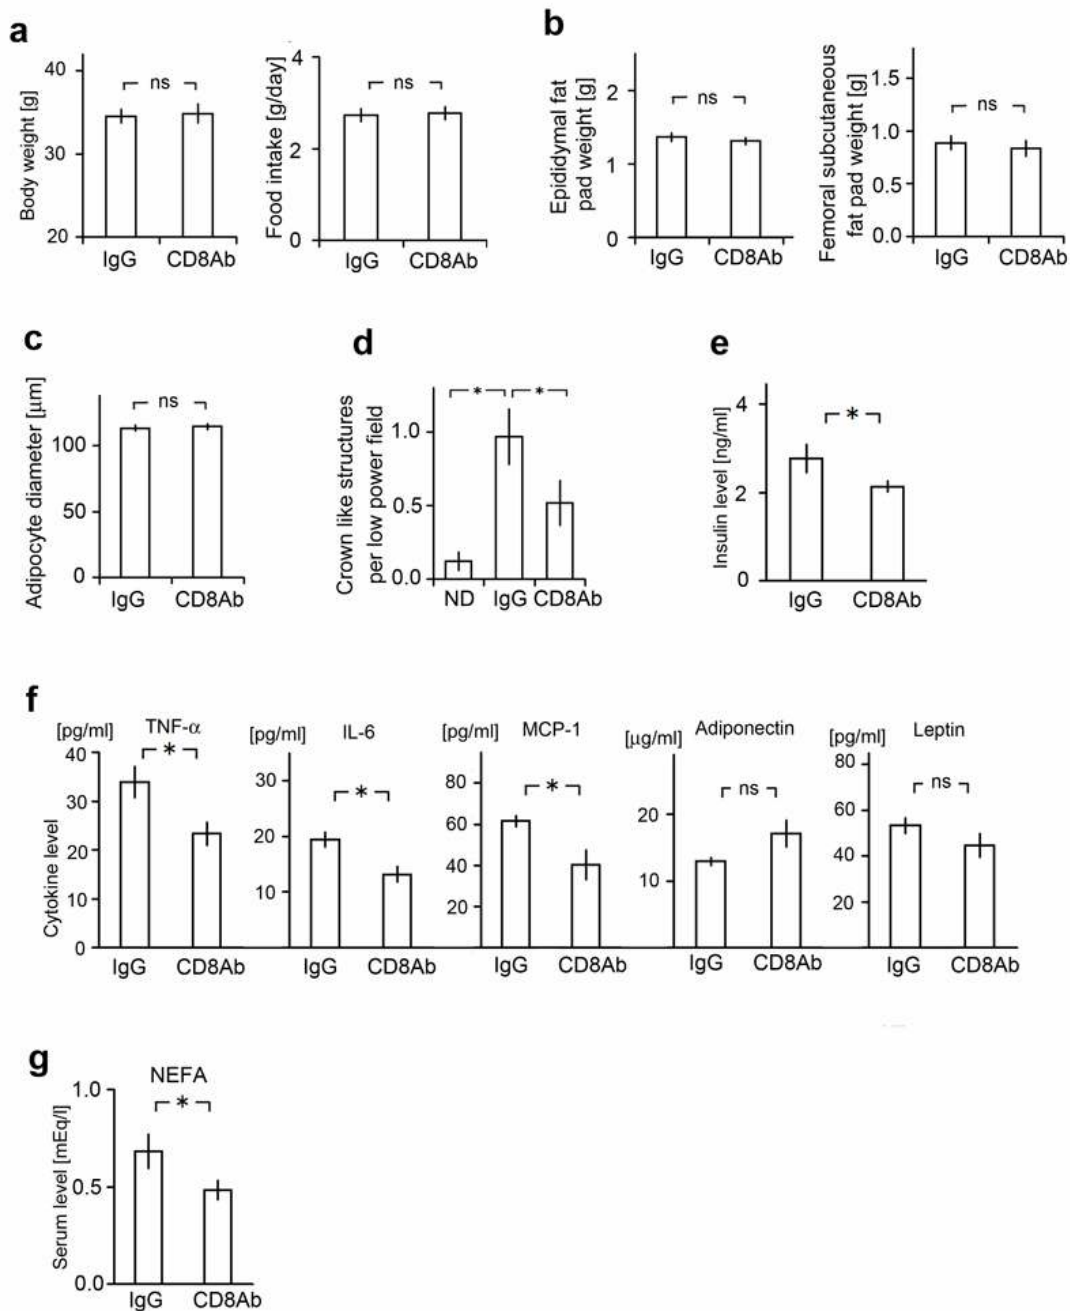 a
Body weight [g]
40
30
20
ns
IgG CD8Ab
Food intake [g/day]
4
2
0
ns
IgG CD8Ab
b
Epididymal fat
pad weight [g]
2
1
0
ns
IgG CD8Ab
Femoral subcutaneous
fat pad weight [g]
1.5
1.0
0.5
0.0
ns
IgG CD8Ab
c
Adipocyte diameter [μm]
100
50
0
ns
IgG CD8Ab
d
Crown like structures
per low power field
1.0
0.5
0.0
* *
ND IgG CD8Ab
e
Insulin level [ng/ml]
4
2
0
*
IgG CD8Ab
f
Cytokine level
[pg/ml] TNF-α
40
30
20
10
0
*
IgG CD8Ab
[pg/ml] IL-6
30
20
10
*
IgG CD8Ab
[pg/ml] MCP-1
80
60
40
20
*
IgG CD8Ab
[μg/ml] Adiponectin
20
10
ns
IgG CD8Ab
[pg/ml] Leptin
80
60
40
20
ns
IgG CD8Ab
g
NEFA
Serum level [mEq/l]
1.0
0.5
0.0
*
IgG CD8Ab